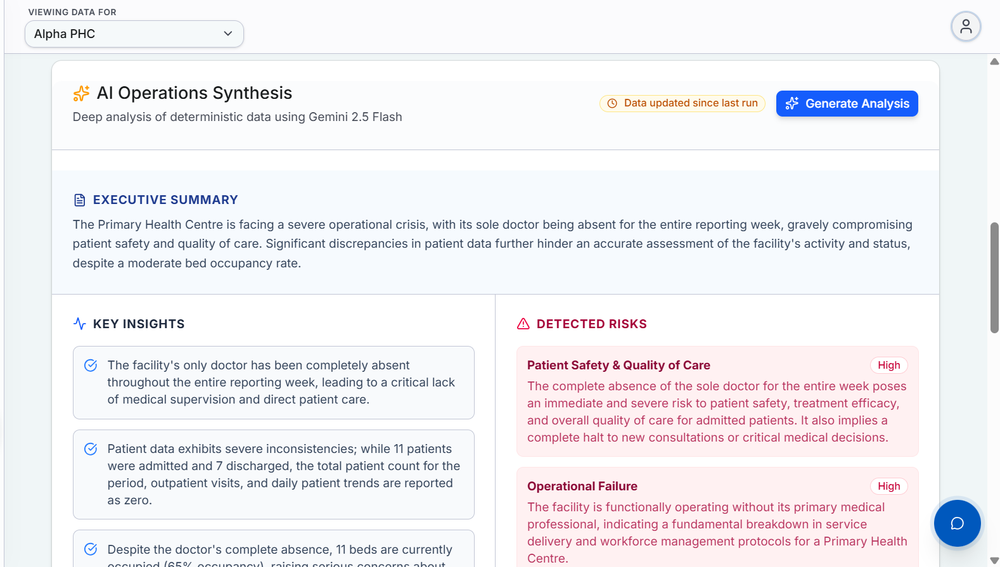 VIEWING DATA FOR
Alpha PHC
AI Operations Synthesis
Deep analysis of deterministic data using Gemini 2.5 Flash
Data updated since last run
Generate Analysis
EXECUTIVE SUMMARY
The Primary Health Centre is facing a severe operational crisis, with its sole doctor being absent for the entire reporting week, gravely compromising
patient safety and quality of care. Significant discrepancies in patient data further hinder an accurate assessment of the facility's activity and status,
despite a moderate bed occupancy rate.
KEY INSIGHTS
The facility's only doctor has been completely absent
throughout the entire reporting week, leading to a critical lack
of medical supervision and direct patient care.
Patient data exhibits severe inconsistencies; while 11 patients
were admitted and 7 discharged, the total patient count for the
period, outpatient visits, and daily patient trends are reported
as zero.
Despite the doctor's complete absence, 11 beds are currently
occupied (65% occupancy), raising serious concerns about
DETECTED RISKS
Patient Safety & Quality of Care
High
The complete absence of the sole doctor for the entire week poses
an immediate and severe risk to patient safety, treatment efficacy,
and overall quality of care for admitted patients. It also implies a
complete halt to new consultations or critical medical decisions.
Operational Failure
High
The facility is functionally operating without its primary medical
professional, indicating a fundamental breakdown in service
delivery and workforce management protocols for a Primary Health
Centre.